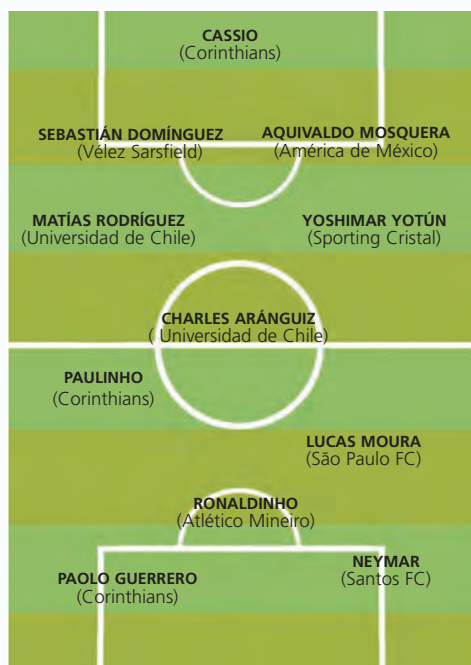 CASSIO
(Corinthians)
SEBASTIÁN DOMÍNGUEZ
(Vélez Sarsfield)
AQUIVALDO MOSQUERA
(América de México)
MATÍAS RODRÍGUEZ
(Universidad de Chile)
YOSHIMAR YOTÚN
(Sporting Cristal)
CHARLES ARÁNGUIZ
( Universidad de Chile)
PAULINHO
(Corinthians)
LUCAS MOURA
(São Paulo FC)
RONALDINHO
(Atlético Mineiro)
PAOLO GUERRERO
(Corinthians)
NEYMAR
(Santos FC)